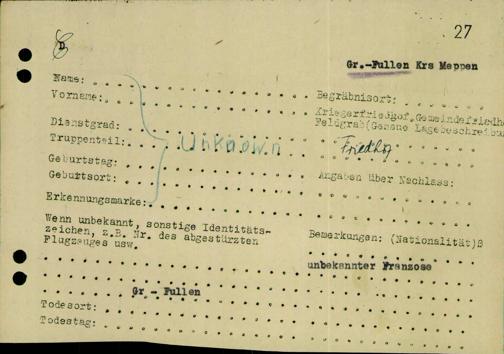 27
D
Gr.-Fullen Krs Meppen
Name:
Vorname:
Begräbnisort:
Kriegerfriedhof, Gemeindefriedh
Feldgrab (Genaue Lagebeschreibun
Dienstgrad:
Truppenteil:
Unknown
Friedhof
Geburtstag:
Geburtsort:
Angaben über Nachlass:
Erkennungsmarke:
Wenn unbekannt, sonstige Identitäts-
zeichen, z.B. Nr. des abgestürzten
Flugzeuges usw.
Bemerkungen: (Nationalität)
unbekannter Franzose
Gr - Fullen
Todesort:
Todestag: